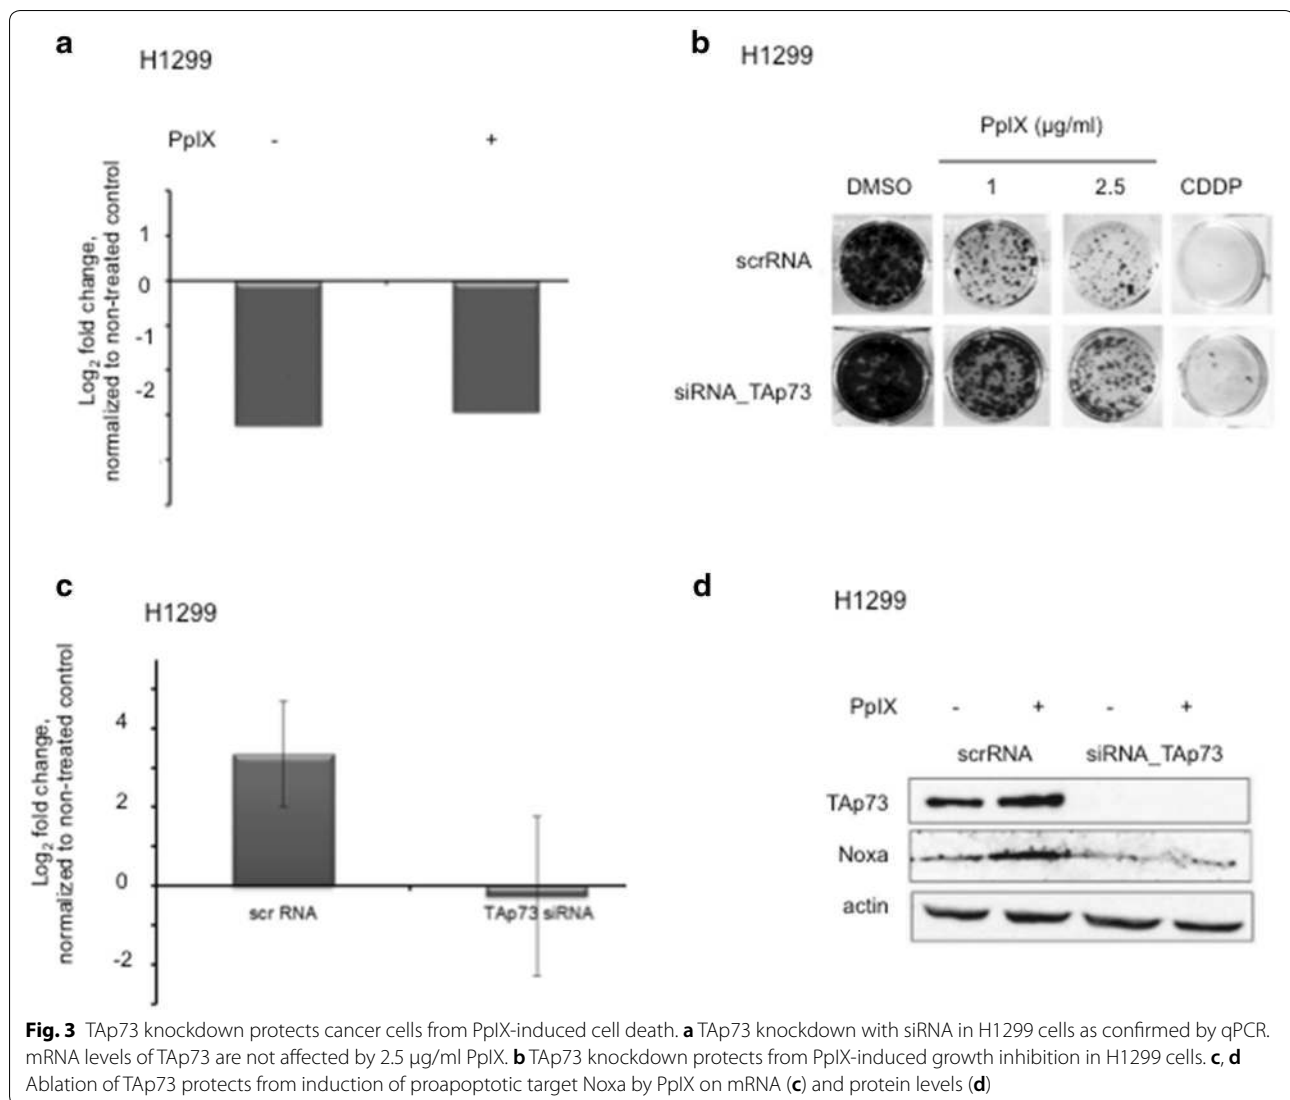 a
H1299
PpIX - +
Log2 fold change,
normalized to non-treated control
1
0
-1
-2
b
H1299
PpIX (µg/ml)
DMSO 1 2.5 CDDP
scrRNA
siRNA_TAp73
c
H1299
Log2 fold change,
normalized to non-treated control
4
2
0
-2
scr RNA TAp73 siRNA
d
H1299
PpIX - + - +
scrRNA siRNA_TAp73
TAp73
Noxa
actin
Fig. 3 TAp73 knockdown protects cancer cells from PpIX-induced cell death. a TAp73 knockdown with siRNA in H1299 cells as confirmed by qPCR.
mRNA levels of TAp73 are not affected by 2.5 µg/ml PpIX. b TAp73 knockdown protects from PpIX-induced growth inhibition in H1299 cells. c, d
Ablation of TAp73 protects from induction of proapoptotic target Noxa by PpIX on mRNA (c) and protein levels (d)